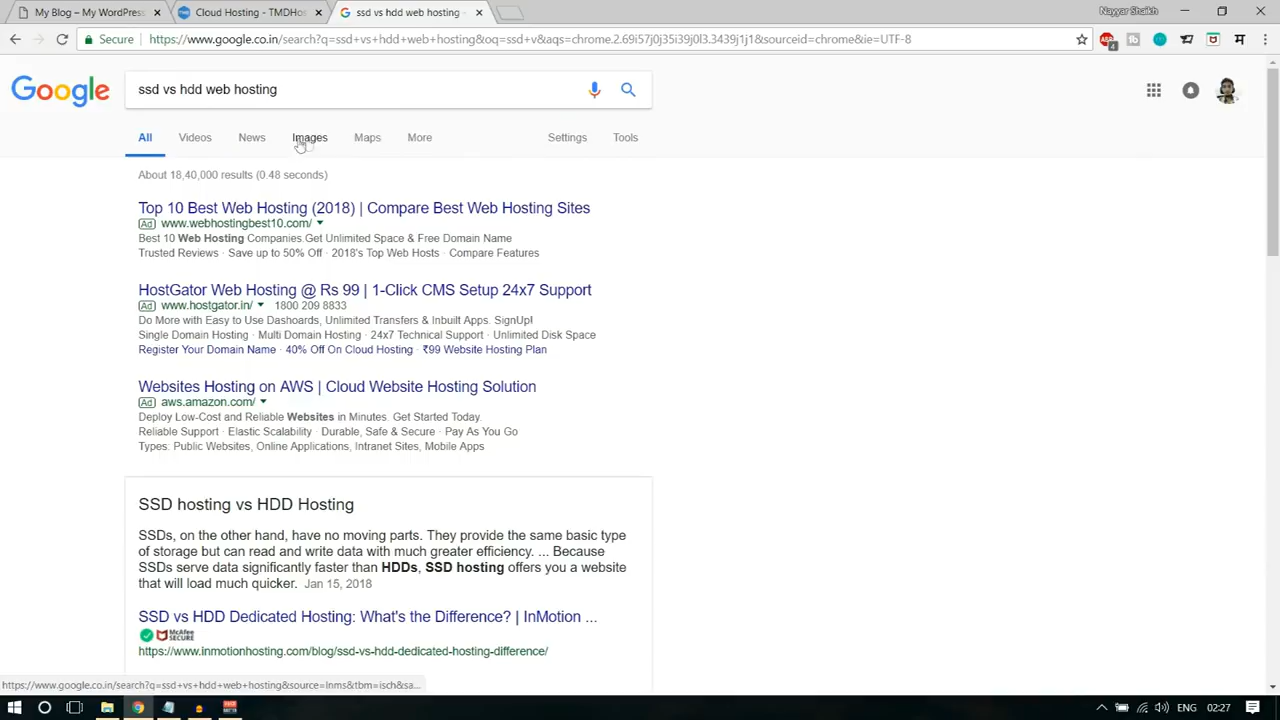 My Blog – My WordPress
Cloud Hosting - TMDHos
ssd vs hdd web hosting -
Nayyar Shaikh
Secure
https://www.google.co.in/search?q=ssd+vs+hdd+web+hosting&oq=ssd+v&aqs=chrome.2.69i57j0j35i39j0l3.3439j1j1&sourceid=chrome&ie=UTF-8
4
Google
ssd vs hdd web hosting
All Videos News Images Maps More Settings Tools
About 18,40,000 results (0.48 seconds)
Top 10 Best Web Hosting (2018) | Compare Best Web Hosting Sites
Ad www.webhostingbest10.com/
Best 10 Web Hosting Companies.Get Unlimited Space & Free Domain Name
Trusted Reviews · Save up to 50% Off · 2018's Top Web Hosts · Compare Features
HostGator Web Hosting @ Rs 99 | 1-Click CMS Setup 24x7 Support
Ad www.hostgator.in/ 1800 209 8833
Do More with Easy to Use Dashoards, Unlimited Transfers & Inbuilt Apps. SignUp!
Single Domain Hosting · Multi Domain Hosting · 24x7 Technical Support · Unlimited Disk Space
Register Your Domain Name · 40% Off On Cloud Hosting · ₹99 Website Hosting Plan
Websites Hosting on AWS | Cloud Website Hosting Solution
Ad aws.amazon.com/
Deploy Low-Cost and Reliable Websites in Minutes. Get Started Today.
Reliable Support · Elastic Scalability · Durable, Safe & Secure · Pay As You Go
Types: Public Websites, Online Applications, Intranet Sites, Mobile Apps
SSD hosting vs HDD Hosting
SSDs, on the other hand, have no moving parts. They provide the same basic type
of storage but can read and write data with much greater efficiency. ... Because
SSDs serve data significantly faster than HDDs, SSD hosting offers you a website
that will load much quicker. Jan 15, 2018
SSD vs HDD Dedicated Hosting: What's the Difference? | InMotion ...
McAfee SECURE
https://www.inmotionhosting.com/blog/ssd-vs-hdd-dedicated-hosting-difference/
https://www.google.co.in/search?q=ssd+vs+hdd+web+hosting&source=lnms&tbm=isch&sa...
ENG 02:27